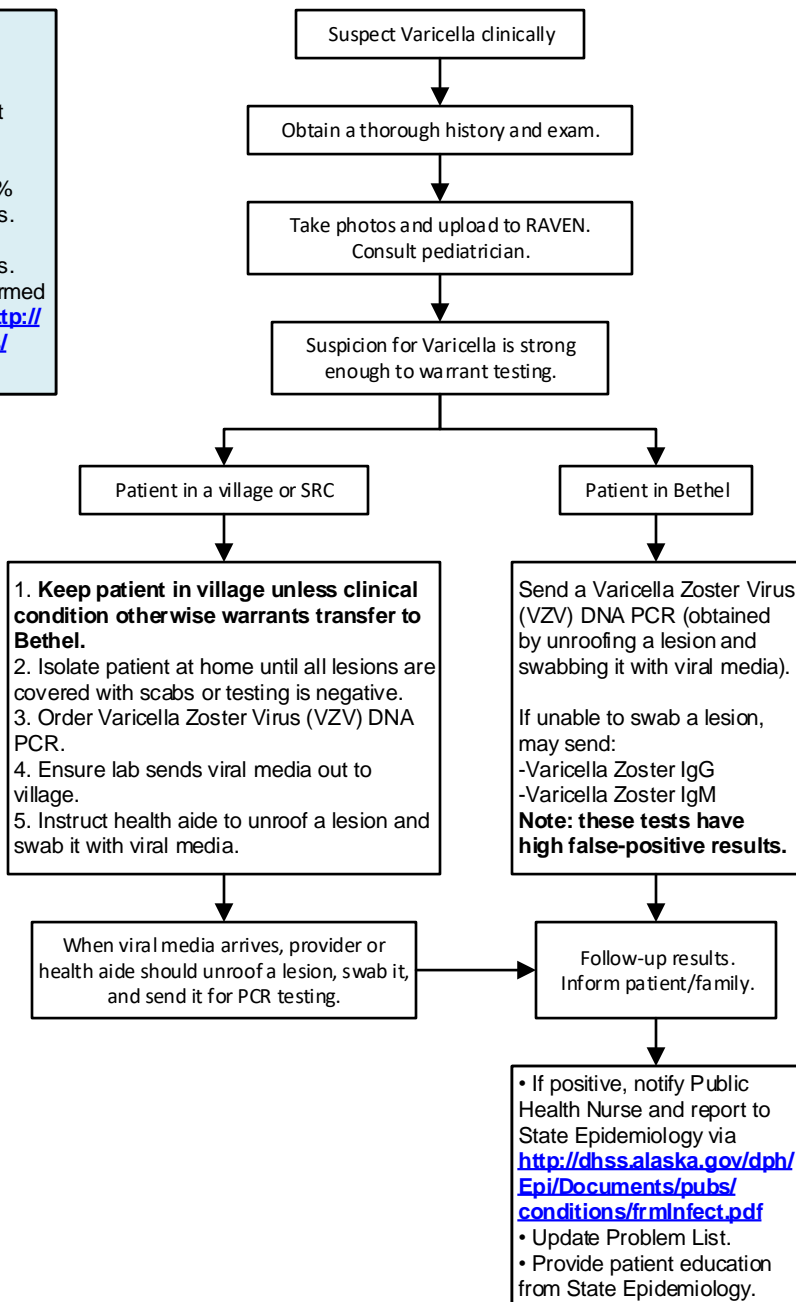 t
%
s.
s.
rmed
ttp://
/
Suspect Varicella clinically
Obtain a thorough history and exam.
Take photos and upload to RAVEN.
Consult pediatrician.
Suspicion for Varicella is strong
enough to warrant testing.
Patient in a village or SRC
Patient in Bethel
1. Keep patient in village unless clinical
condition otherwise warrants transfer to
Bethel.
2. Isolate patient at home until all lesions are
covered with scabs or testing is negative.
3. Order Varicella Zoster Virus (VZV) DNA
PCR.
4. Ensure lab sends viral media out to
village.
5. Instruct health aide to unroof a lesion and
swab it with viral media.
Send a Varicella Zoster Virus
(VZV) DNA PCR (obtained
by unroofing a lesion and
swabbing it with viral media).
If unable to swab a lesion,
may send:
-Varicella Zoster IgG
-Varicella Zoster IgM
Note: these tests have
high false-positive results.
When viral media arrives, provider or
health aide should unroof a lesion, swab it,
and send it for PCR testing.
Follow-up results.
Inform patient/family.
• If positive, notify Public
Health Nurse and report to
State Epidemiology via
http://dhss.alaska.gov/dph/
Epi/Documents/pubs/
conditions/frmInfect.pdf
• Update Problem List.
• Provide patient education
from State Epidemiology.